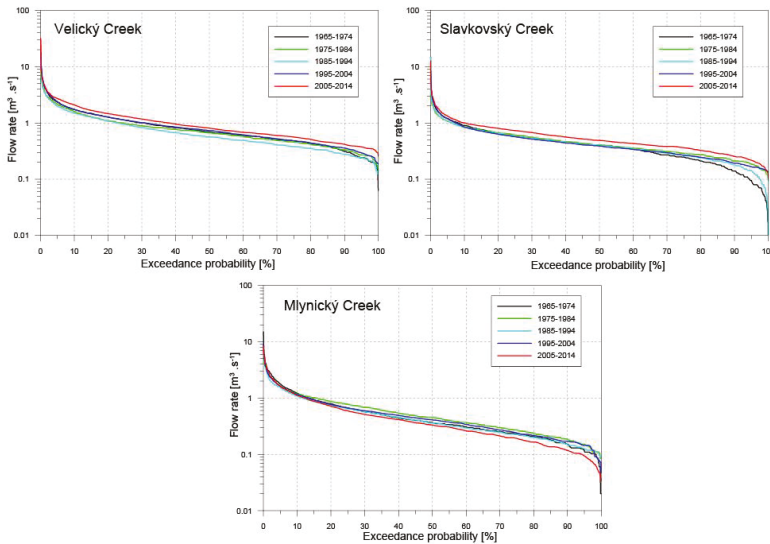 Velický Creek
Flow rate [m³ .s⁻¹]
100
10
1
0.1
0.01
1965-1974
1975-1984
1985-1994
1995-2004
2005-2014
0 10 20 30 40 50 60 70 80 90 100
Exceedance probability [%]
Slavkovský Creek
Flow rate [m³ .s⁻¹]
100
10
1
0.1
0.01
1965-1974
1975-1984
1985-1994
1995-2004
2005-2014
0 10 20 30 40 50 60 70 80 90 100
Exceedance probability [%]
Mlynický Creek
Flow rate [m³ .s⁻¹]
100
10
1
0.1
0.01
1965-1974
1975-1984
1985-1994
1995-2004
2005-2014
0 10 20 30 40 50 60 70 80 90 100
Exceedance probability [%]